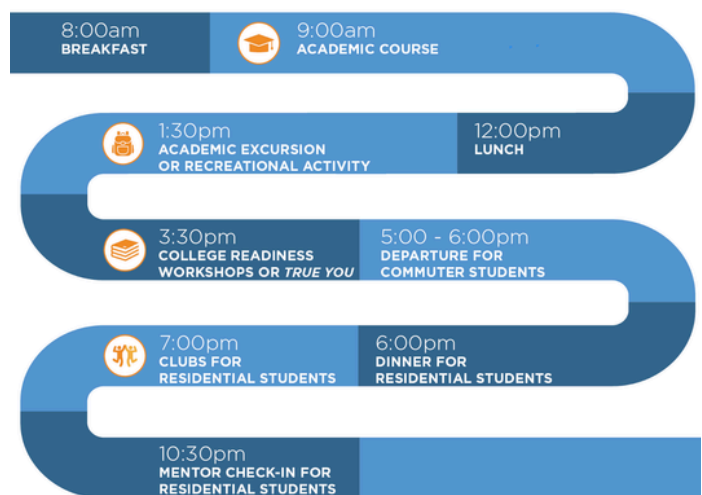 8:00am
BREAKFAST
9:00am
ACADEMIC COURSE
12:00pm
LUNCH
1:30pm
ACADEMIC EXCURSION
OR RECREATIONAL ACTIVITY
3:30pm
COLLEGE READINESS
WORKSHOPS OR TRUE YOU
5:00 - 6:00pm
DEPARTURE FOR
COMMUTER STUDENTS
6:00pm
DINNER FOR
RESIDENTIAL STUDENTS
7:00pm
CLUBS FOR
RESIDENTIAL STUDENTS
10:30pm
MENTOR CHECK-IN FOR
RESIDENTIAL STUDENTS